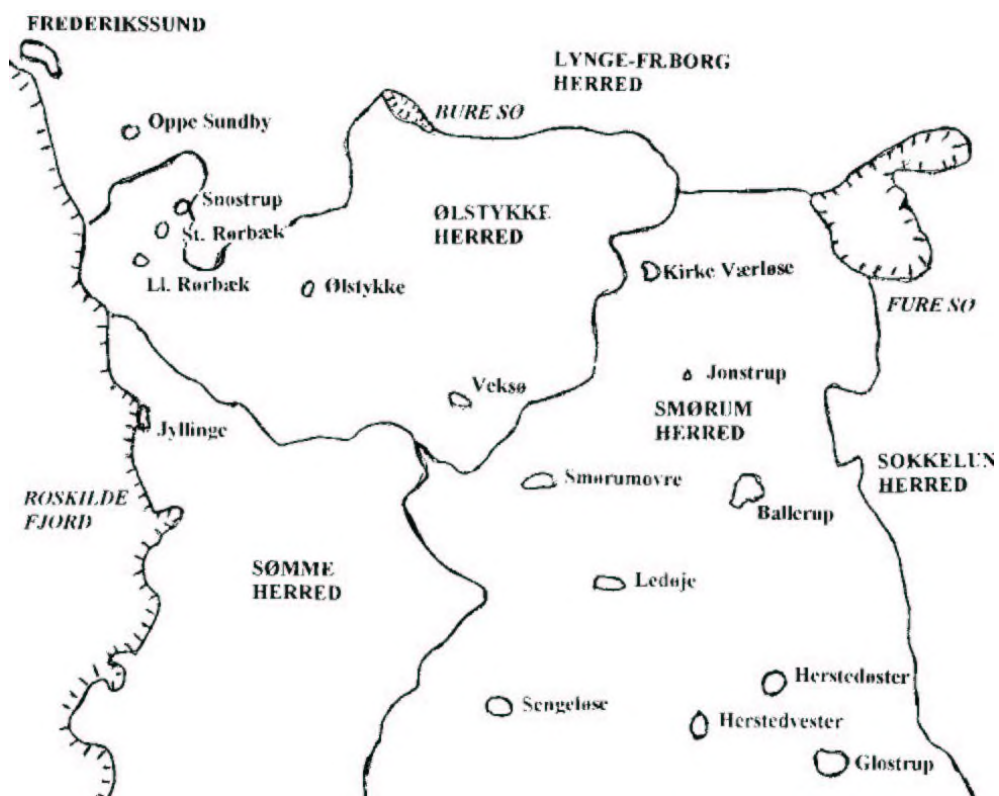 FREDERIKSSUND
LYNGE-FR.BORG
HERRED
BURE SØ
Oppe Sundby
Snostrup
St. Rørbæk
Ll. Rørbæk
Ølstykke
ØLSTYKKE
HERRED
Kirke Værløse
FURE SØ
Jonstrup
Veksø
SMØRUM
HERRED
Jyllinge
SOKKELUN
HERRED
Smørumovre
Ballerup
ROSKILDE
FJORD
SØMME
HERRED
Ledøje
Herstedøster
Sengeløse
Herstedvester
Glostrup